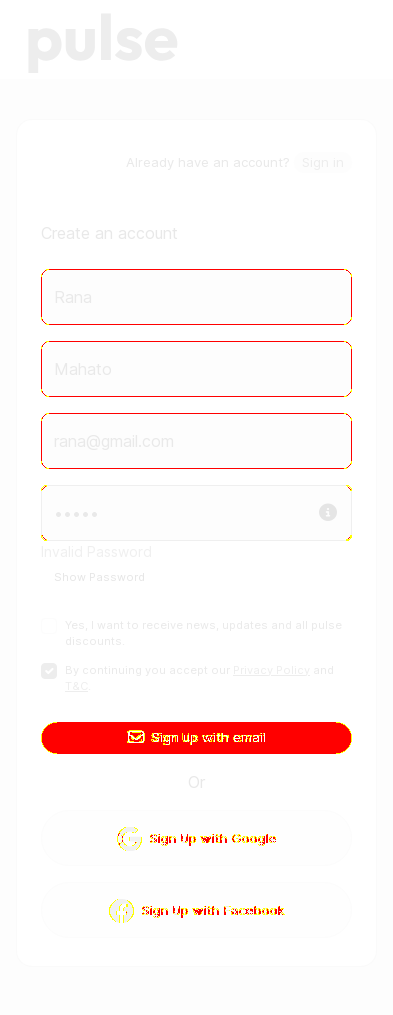 pulse
Already have an account? Sign in
Create an account
Rana
Mahato
rana@gmail.com
Invalid Password
Show Password
Yes, I want to receive news, updates and all pulse
discounts.
By continuing you accept our Privacy Policy and
T&C
Sign Up with email
Or
Sign Up with Google
Sign Up with Facebook